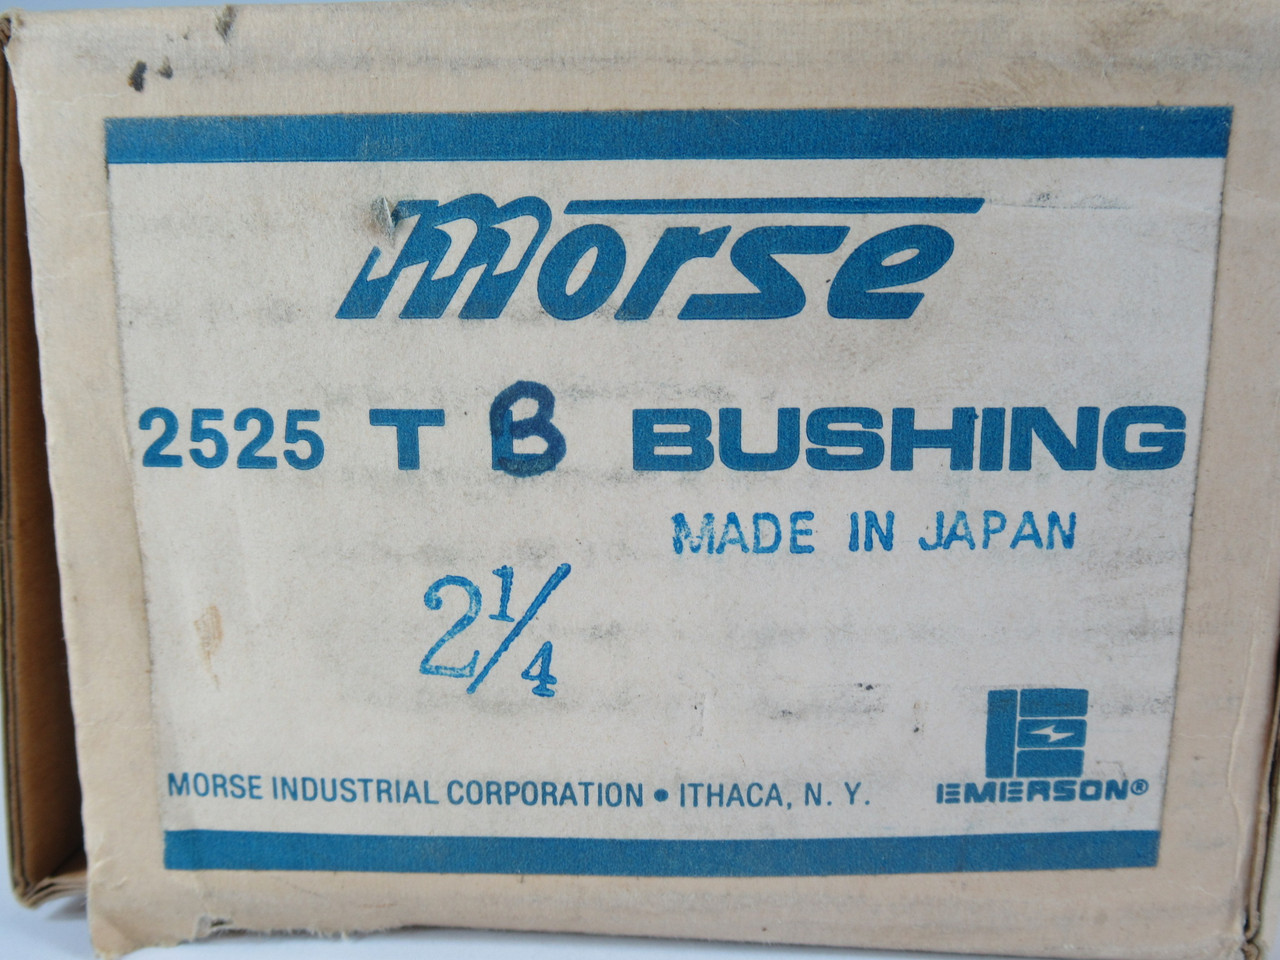 morse
2525 T B BUSHING
MADE IN JAPAN
2 1/4
MORSE INDUSTRIAL CORPORATION • ITHACA, N. Y.
EMERSON®